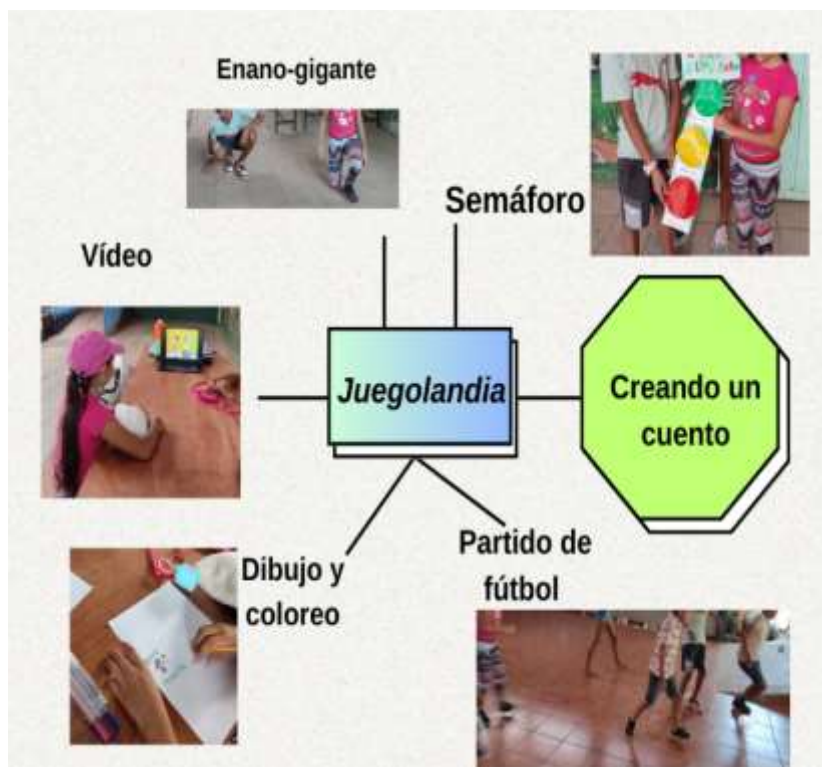 Enano-gigante
Semáforo
Vídeo
Juegolandia
Creando un
cuento
Dibujo y
coloreo
Partido de
fútbol